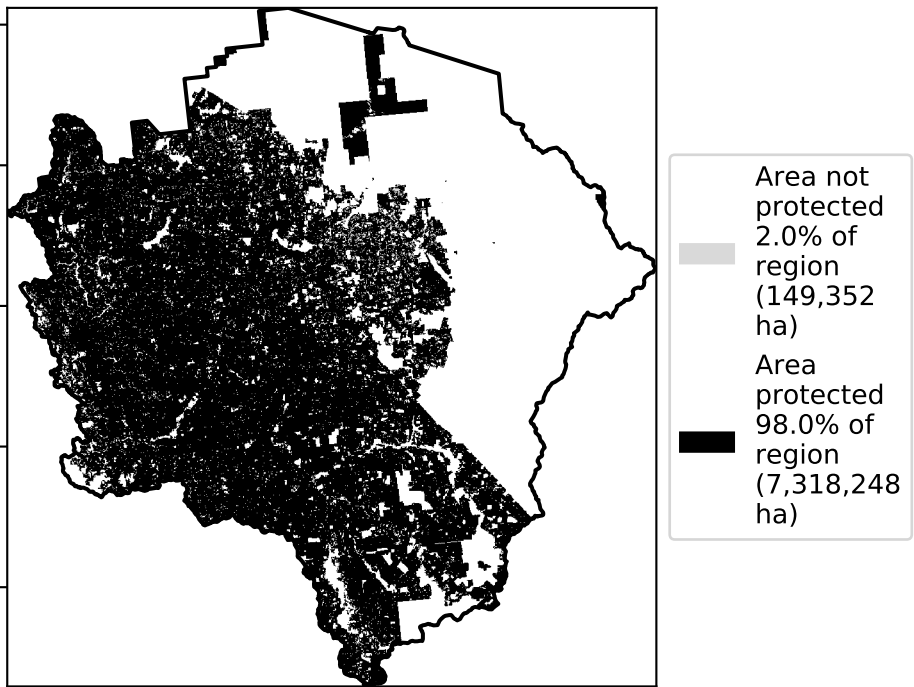 Area not
protected
2.0% of
region
(149,352
ha)
Area
protected
98.0% of
region
(7,318,248
ha)